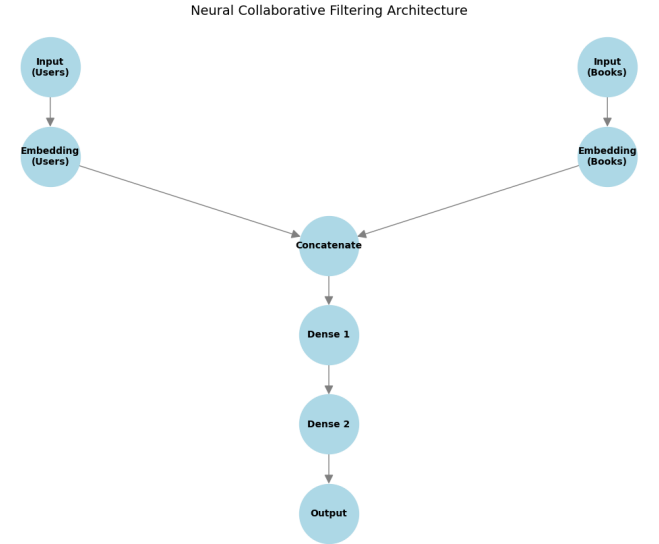 Neural Collaborative Filtering Architecture
Input
(Users)
Input
(Books)
Embedding
(Users)
Embedding
(Books)
Concatenate
Dense 1
Dense 2
Output